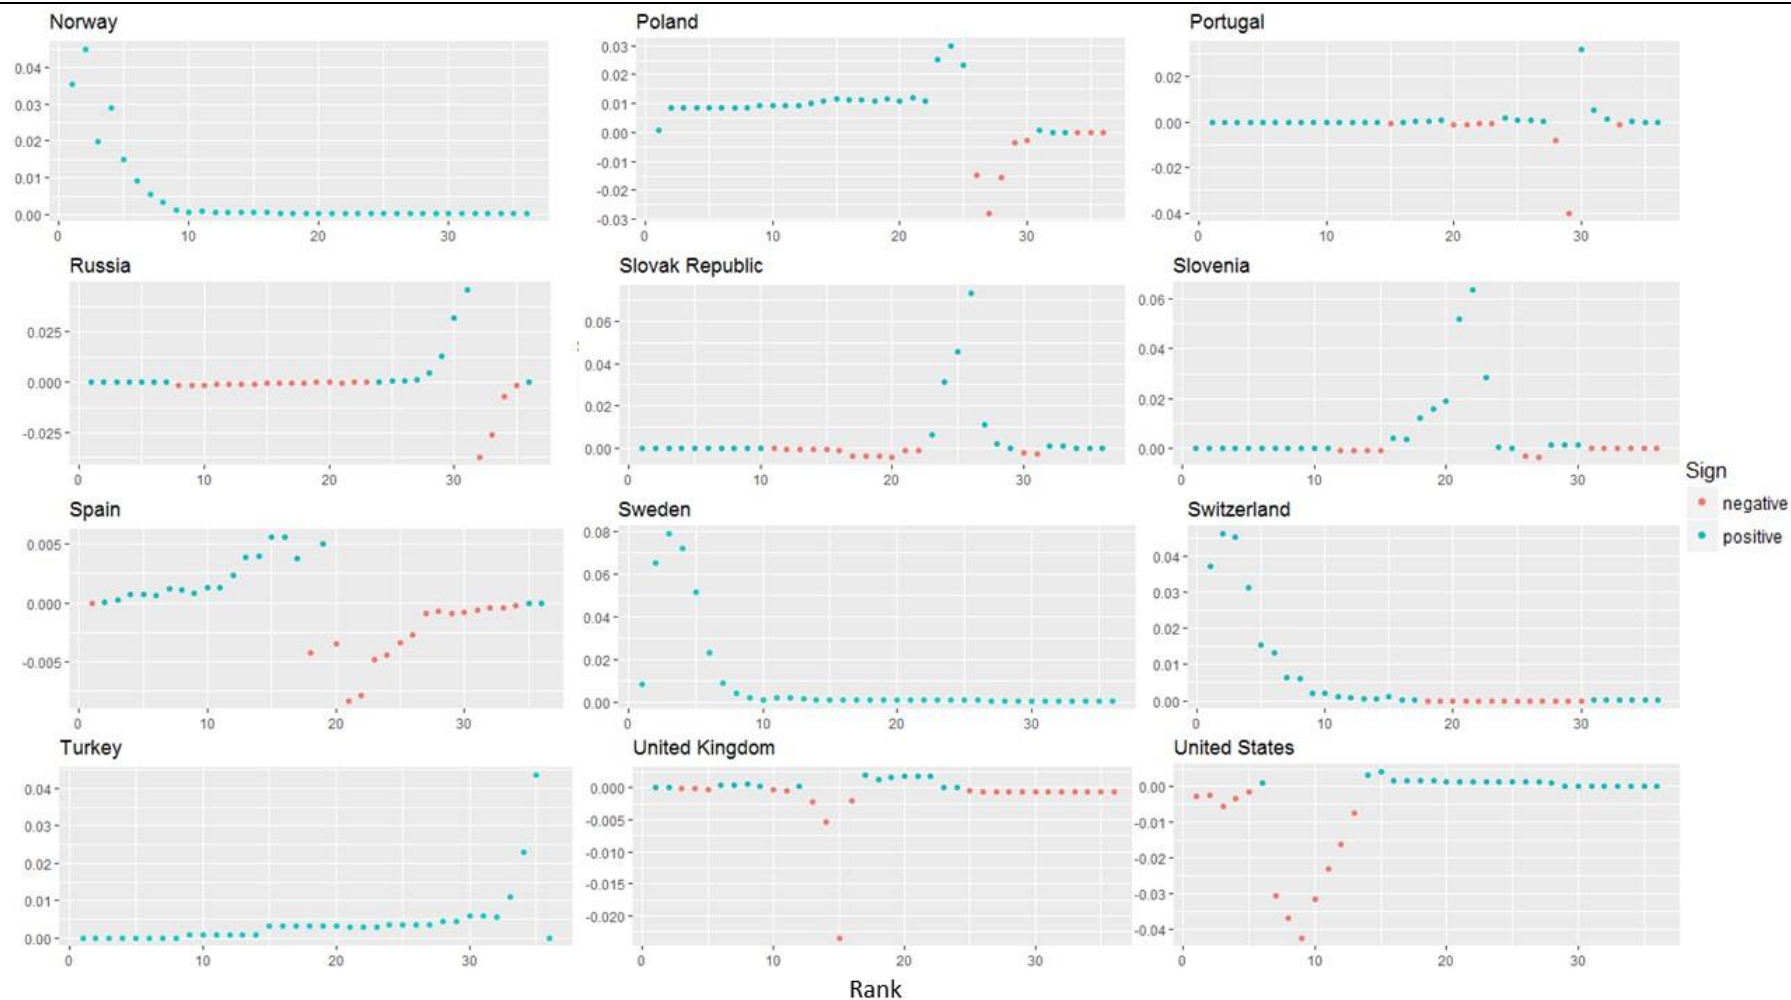 Norway
0.04
0.03
0.02
0.01
0.00
0 10 20 30
Poland
0.03
0.02
0.01
0.00
-0.01
-0.02
-0.03
0 10 20 30
Portugal
0.02
0.00
-0.02
-0.04
0 10 20 30
Russia
0.025
0.000
-0.025
0 10 20 30
Slovak Republic
0.06
0.04
0.02
0.00
0 10 20 30
Slovenia
0.06
0.04
0.02
0.00
0 10 20 30
Spain
0.005
0.000
-0.005
0 10 20 30
Sweden
0.08
0.06
0.04
0.02
0.00
0 10 20 30
Switzerland
0.04
0.03
0.02
0.01
0.00
0 10 20 30
Turkey
0.04
0.03
0.02
0.01
0.00
0 10 20 30
United Kingdom
0.000
-0.005
-0.010
-0.015
-0.020
0 10 20 30
United States
0.00
-0.01
-0.02
-0.03
-0.04
0 10 20 30
Sign
negative
positive
Rank